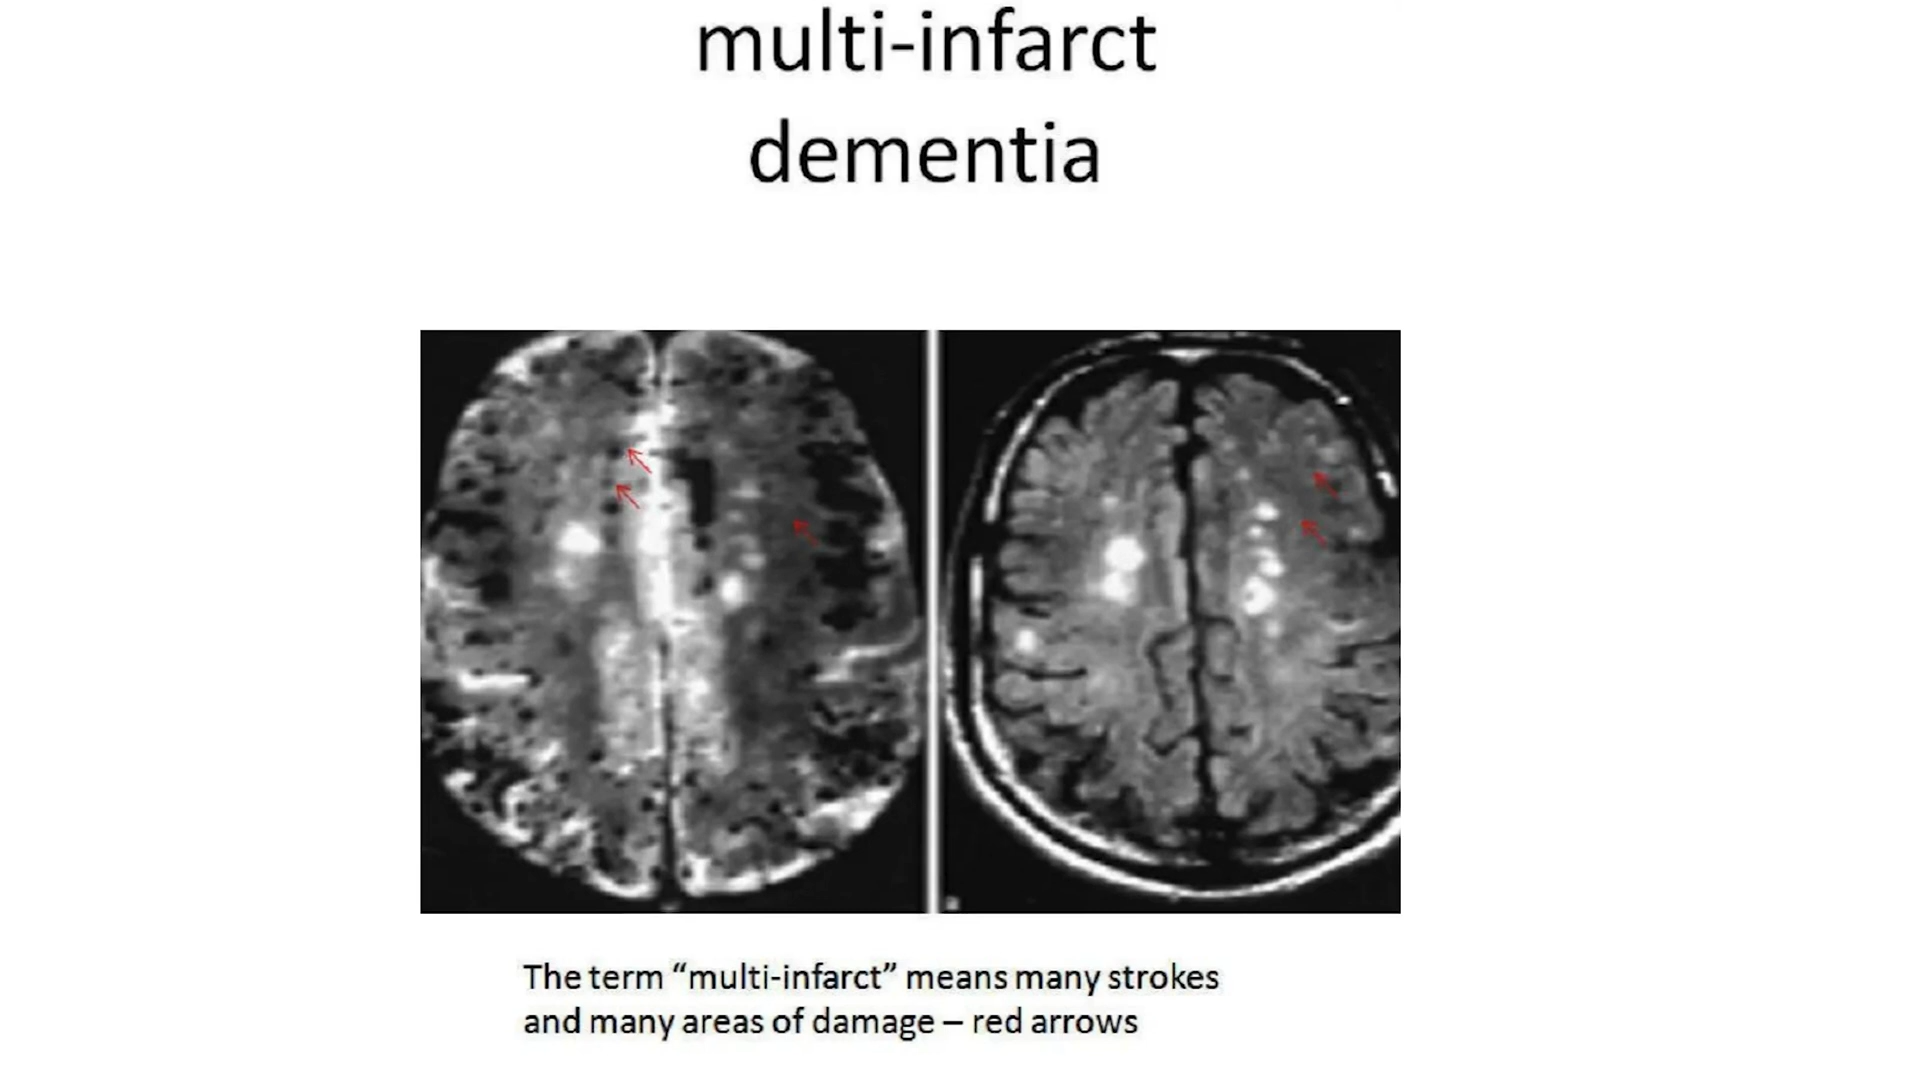 multi-infarct
dementia
The term “multi-infarct” means many strokes
and many areas of damage – red arrows